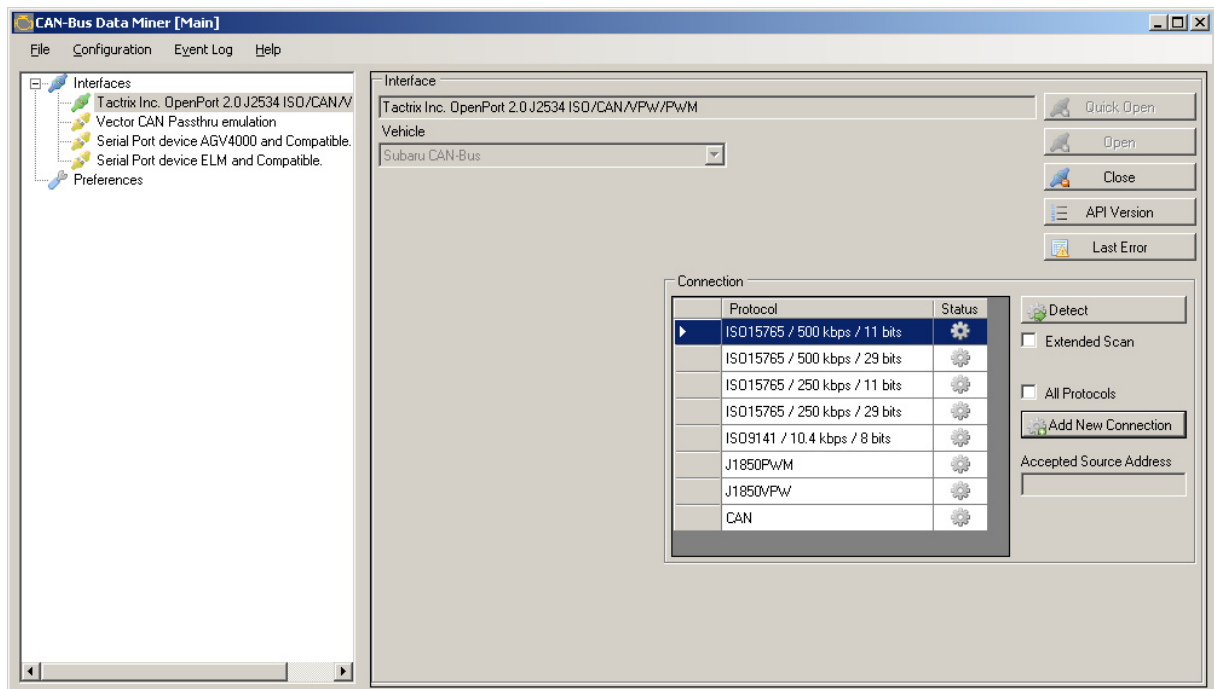 CAN-Bus Data Miner [Main]
File Configuration Event Log Help
Interfaces
Tactrix Inc. OpenPort 2.0 J2534 ISO/CAN/V
Vector CAN Passthru emulation
Serial Port device AGV4000 and Compatible.
Serial Port device ELM and Compatible.
Preferences
Interface
Tactrix Inc. OpenPort 2.0 J2534 ISO/CAN/VPW/PWM
Vehicle
Subaru CAN-Bus
Quick Open
Open
Close
API Version
Last Error
Connection
Protocol Status
ISO15765 / 500 kbps / 11 bits
ISO15765 / 500 kbps / 29 bits
ISO15765 / 250 kbps / 11 bits
ISO15765 / 250 kbps / 29 bits
ISO9141 / 10.4 kbps / 8 bits
J1850PWM
J1850VPW
CAN
Detect
Extended Scan
All Protocols
Add New Connection
Accepted Source Address